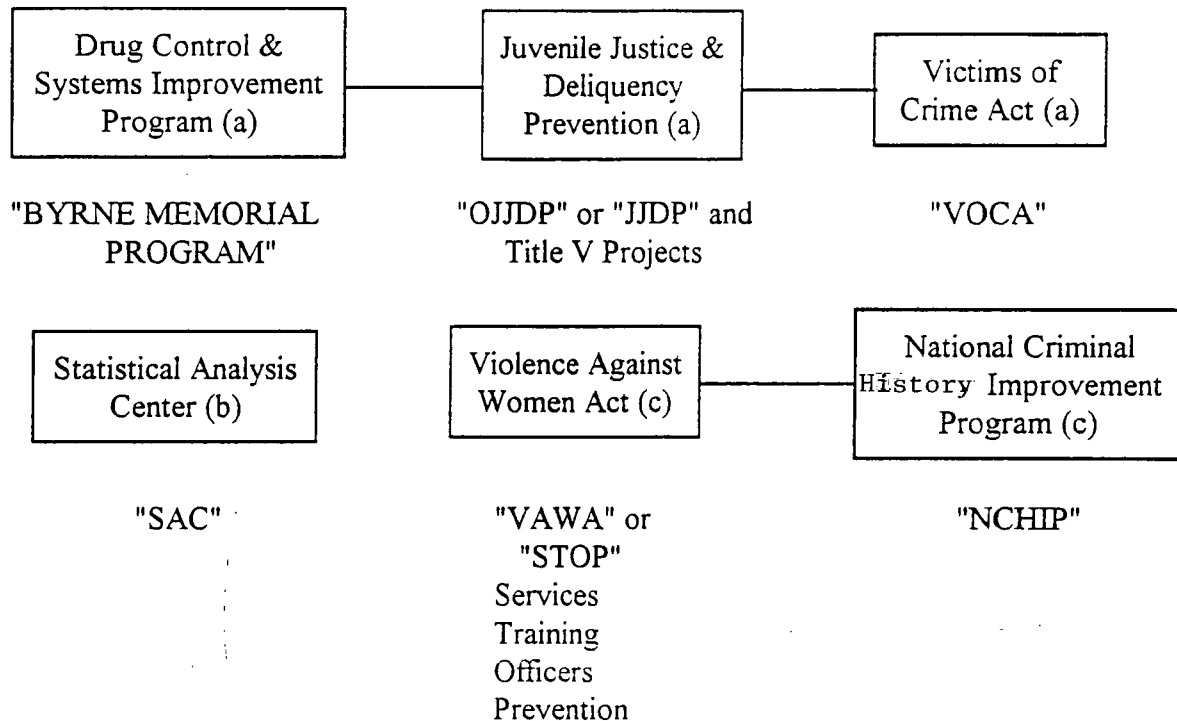 Drug Control &
Systems Improvement
Program (a)
Juvenile Justice &
Deliquency
Prevention (a)
Victims of
Crime Act (a)
"BYRNE MEMORIAL
PROGRAM"
"OJJDP" or "JJDP" and
Title V Projects
"VOCA"
Statistical Analysis
Center (b)
Violence Against
Women Act (c)
National Criminal
History Improvement
Program (c)
"SAC"
"VAWA" or
"STOP"
Services
Training
Officers
Prevention
"NCHIP"